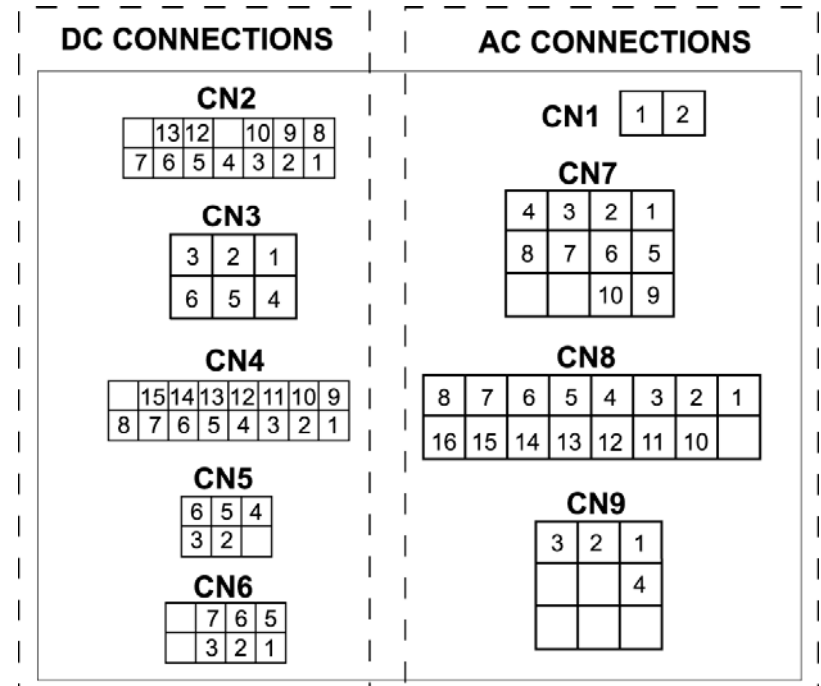 DC CONNECTIONS
CN2
13 12 10 9 8
7 6 5 4 3 2 1
CN3
3 2 1
6 5 4
CN4
15 14 13 12 11 10 9
8 7 6 5 4 3 2 1
CN5
6 5 4
3 2
CN6
7 6 5
3 2 1
AC CONNECTIONS
CN1 1 2
CN7
4 3 2 1
8 7 6 5
10 9
CN8
8 7 6 5 4 3 2 1
16 15 14 13 12 11 10
CN9
3 2 1
4